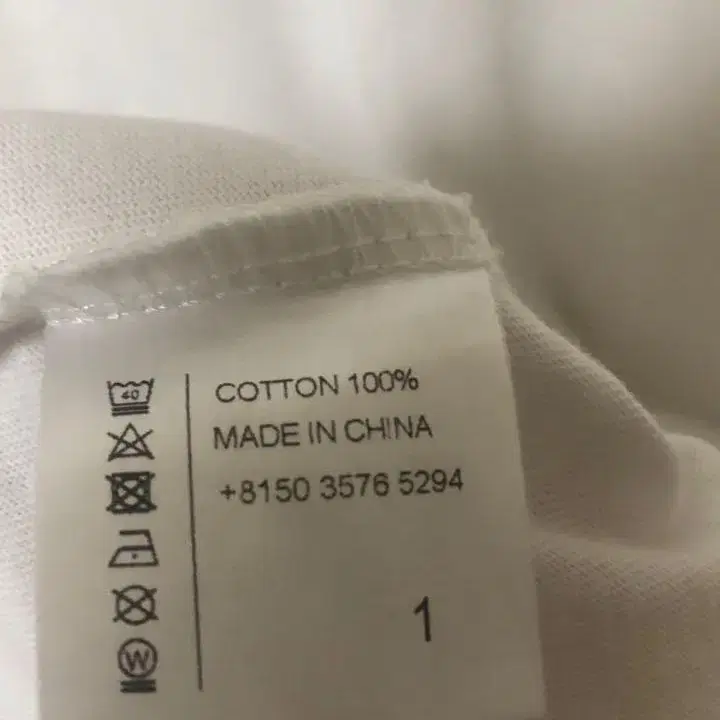 40
COTTON 100%
MADE IN CHINA
+8150 3576 5294
W
1